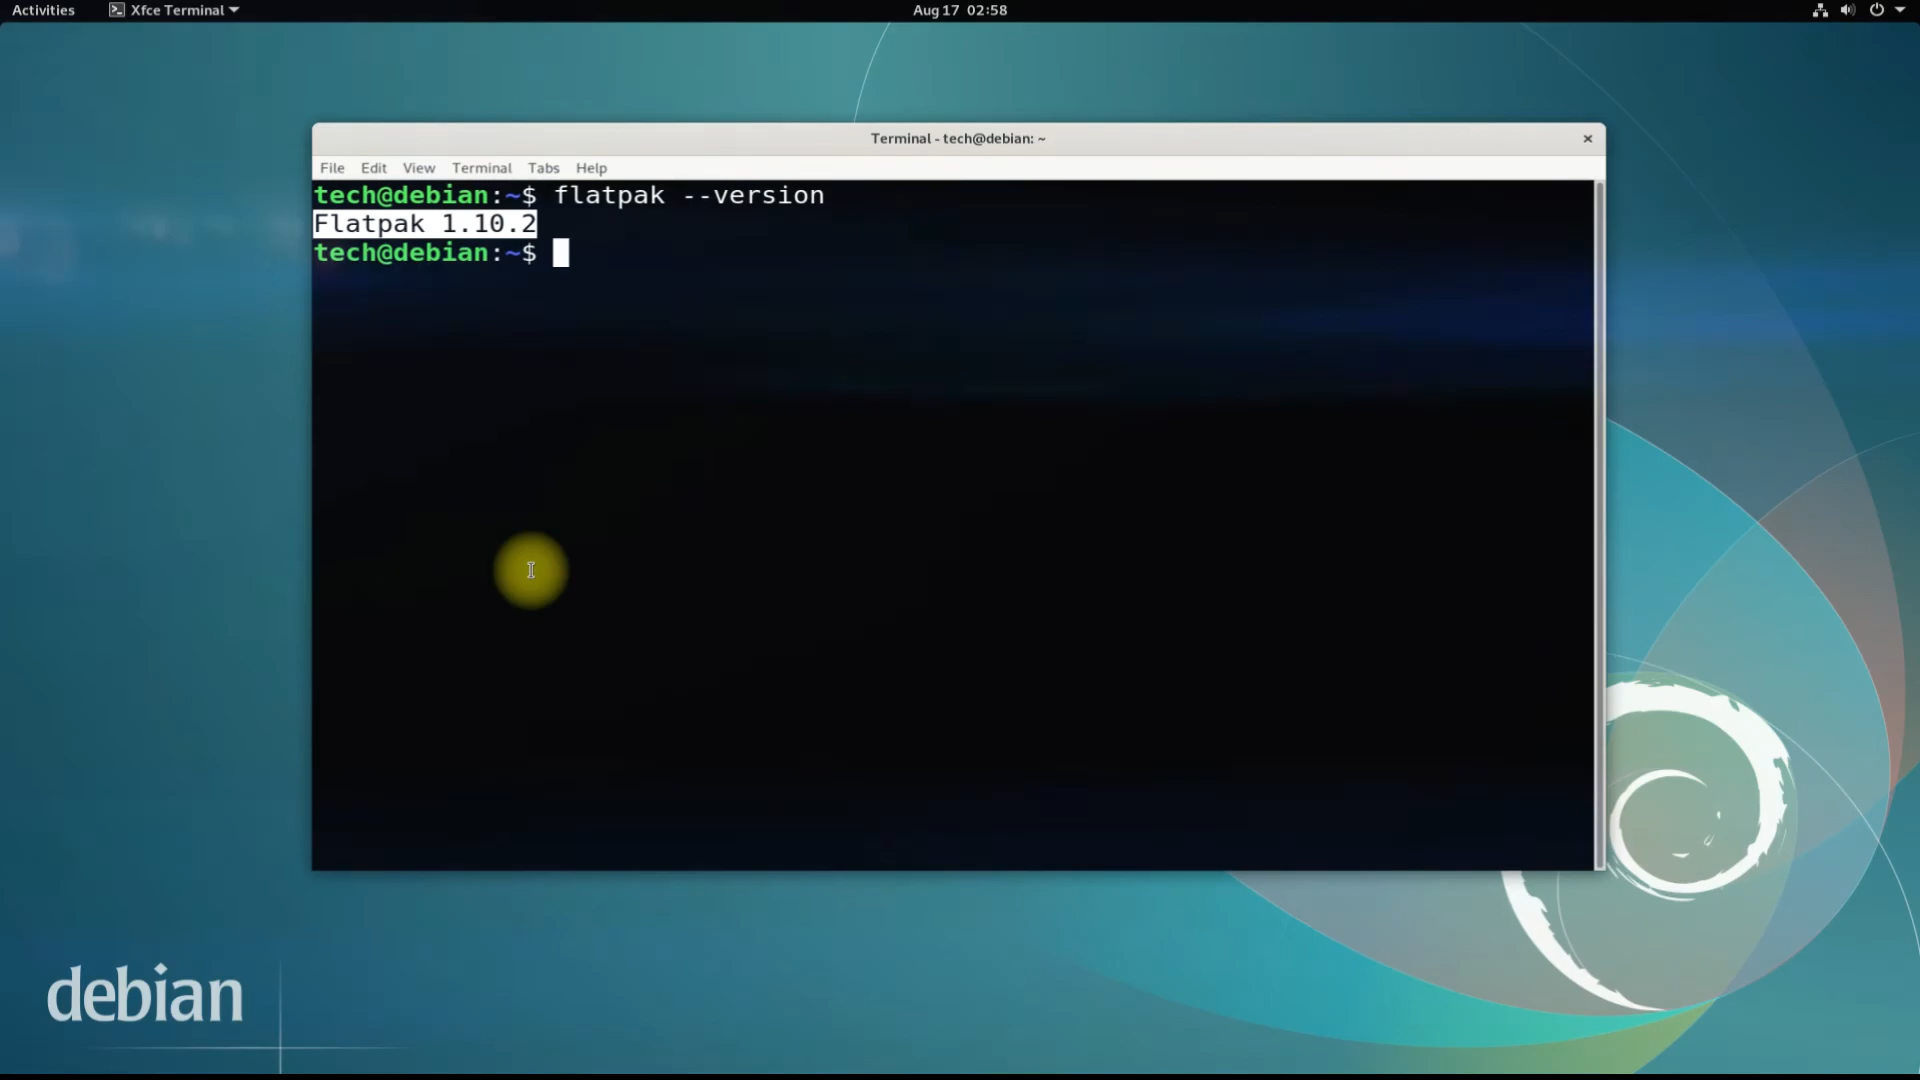 Activities Xfce Terminal Aug 17 02:58
Terminal - tech@debian: ~ ×
File Edit View Terminal Tabs Help
tech@debian:~$ flatpak --version
Flatpak 1.10.2
tech@debian:~$
debian